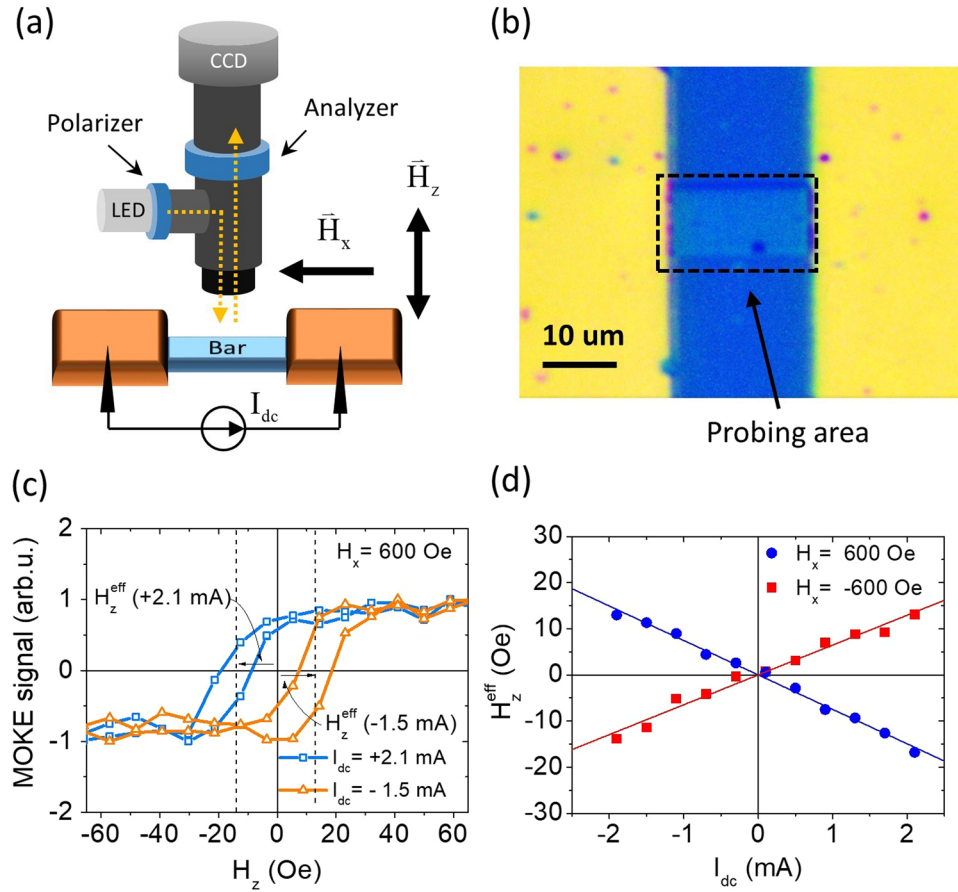 (a)
CCD
Polarizer
Analyzer
LED
H⃗x
H⃗z
Bar
Idc
(b)
10 um
Probing area
(c)
MOKE signal (arb.u.)
2
1
0
-1
-2
Hx= 600 Oe
Hzeff (+2.1 mA)
Hzeff (-1.5 mA)
Idc= +2.1 mA
Idc= - 1.5 mA
-60 -40 -20 0 20 40 60
Hz (Oe)
(d)
Hzeff (Oe)
30
20
10
0
-10
-20
-30
Hx= 600 Oe
Hx= -600 Oe
-2 -1 0 1 2
Idc (mA)